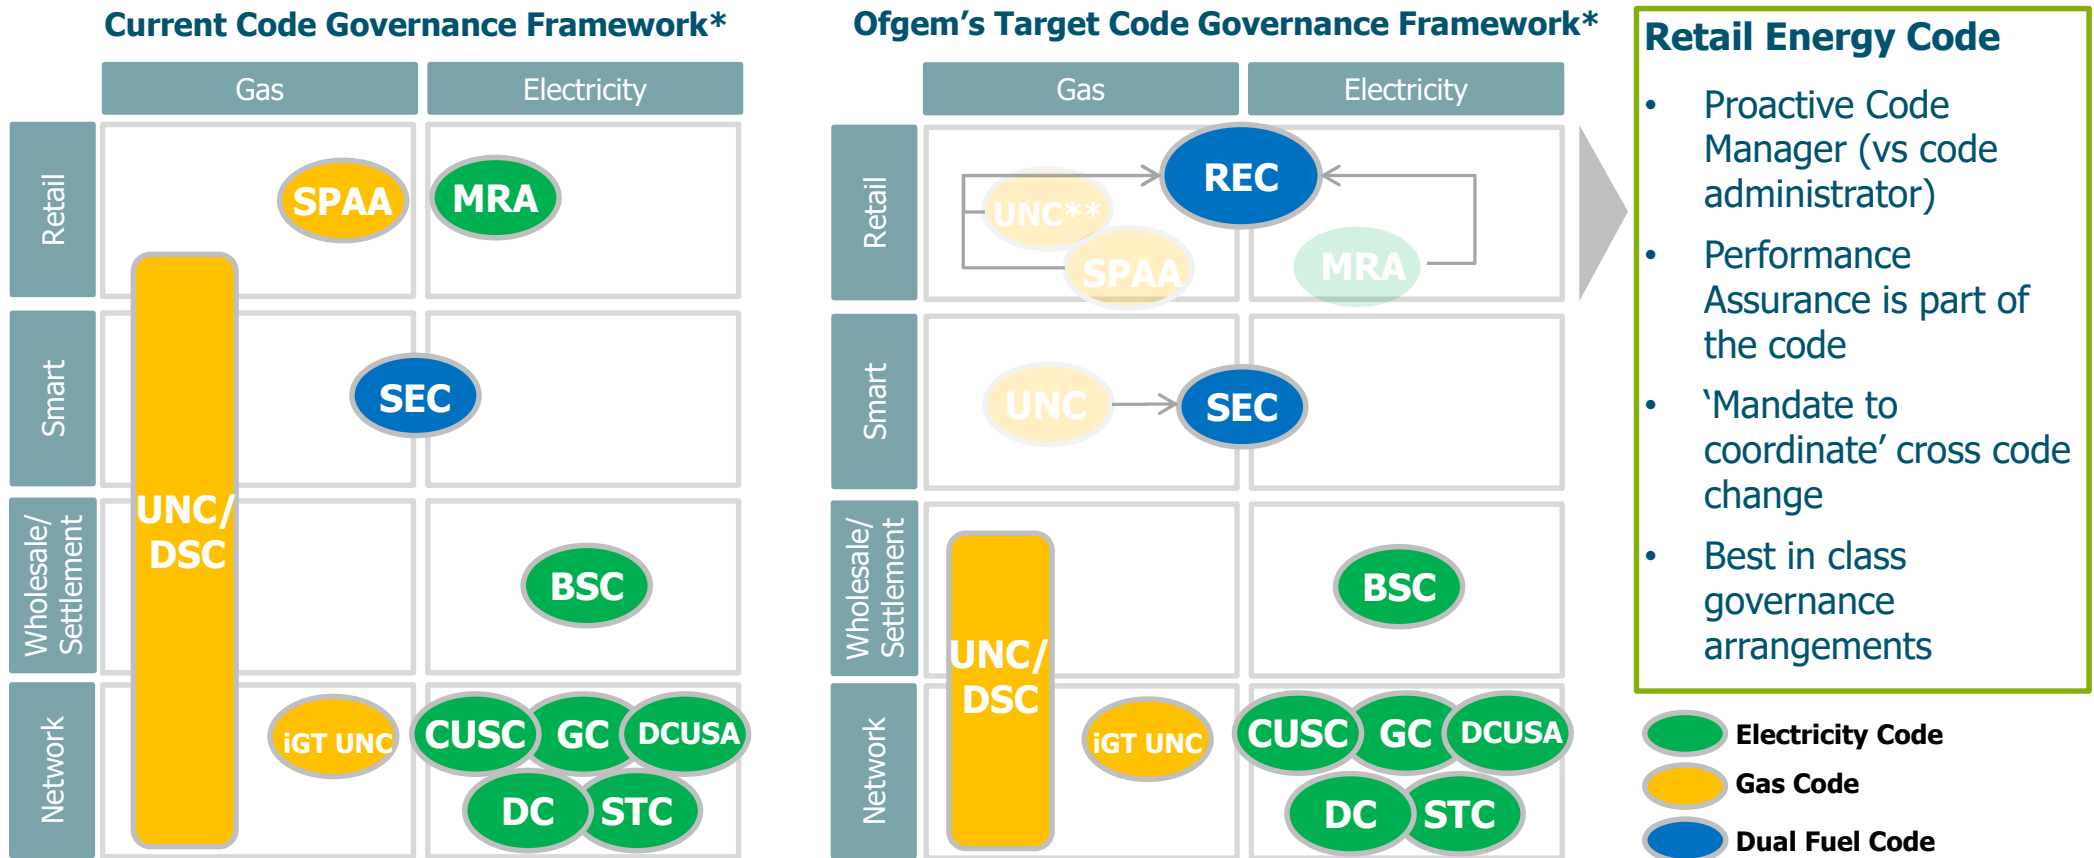 Current Code Governance Framework*
Gas
Electricity
Retail
SPAA
MRA
Smart
SEC
UNC/
DSC
Wholesale/
Settlement
BSC
Network
iGT UNC
CUSC
GC
DCUSA
DC
STC
Ofgem's Target Code Governance Framework*
Gas
Electricity
Retail
REC
UNC**
SPAA
MRA
Smart
UNC
SEC
Wholesale/
Settlement
BSC
UNC/
DSC
Network
iGT UNC
CUSC
GC
DCUSA
DC
STC
Retail Energy Code
• Proactive Code
Manager (vs code
administrator)
• Performance
Assurance is part of
the code
• ‘Mandate to
coordinate’ cross code
change
• Best in class
governance
arrangements
Electricity Code
Gas Code
Dual Fuel Code